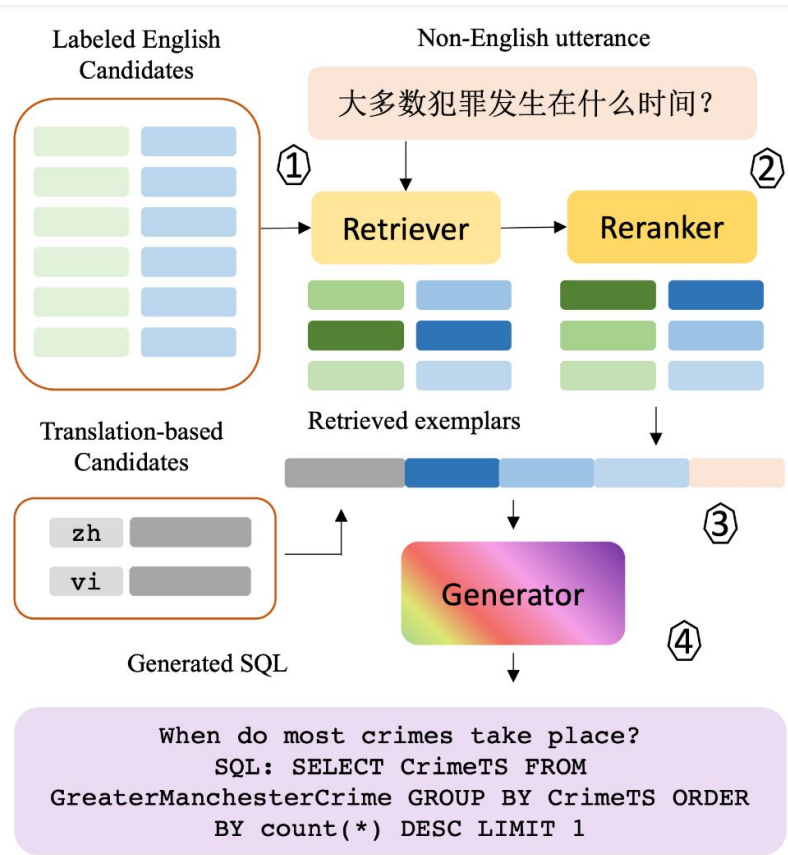 Labeled English
Candidates
Non-English utterance
大多数犯罪发生在什么时间？
①
②
Retriever
Reranker
Retrieved exemplars
Translation-based
Candidates
zh
vi
③
Generator
④
Generated SQL
When do most crimes take place?
SQL: SELECT CrimeTS FROM
GreaterManchesterCrime GROUP BY CrimeTS ORDER
BY count(*) DESC LIMIT 1